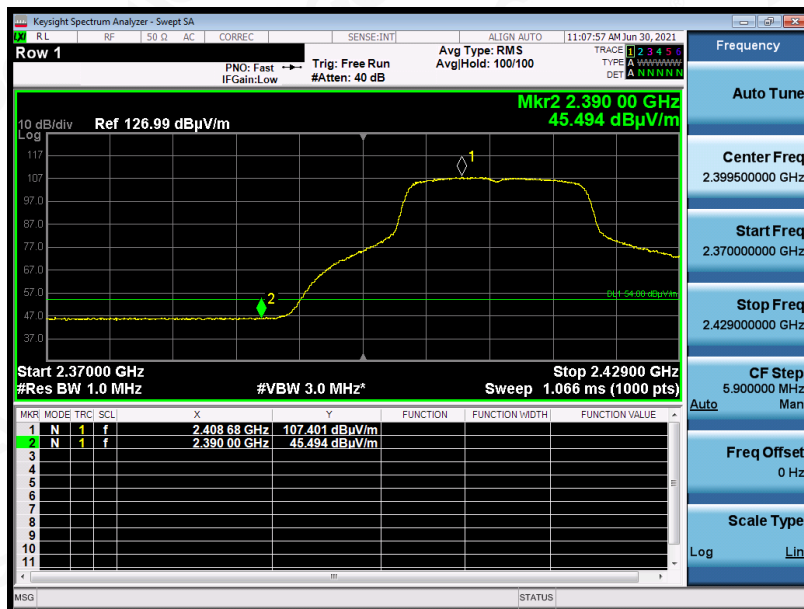 Keysight Spectrum Analyzer - Swept SA
LXI RL RF 50 Ω AC CORREC SENSE:INT ALIGN AUTO 11:07:57 AM Jun 30, 2021
Row 1
PNO: Fast
IFGain:Low
Trig: Free Run
#Atten: 40 dB
Avg Type: RMS
Avg|Hold: 100/100
TRACE 1 2 3 4 5 6
TYPE A WWWWW
DET A N N N N N
Mkr2 2.390 00 GHz
45.494 dBµV/m
10 dB/div Ref 126.99 dBµV/m
Log
117
107
97.0
87.0
77.0
67.0
57.0
47.0
37.0
1
2
DL1 54.00 dBµV/m
Start 2.37000 GHz Stop 2.42900 GHz
#Res BW 1.0 MHz #VBW 3.0 MHz* Sweep 1.066 ms (1000 pts)
MKR MODE TRC SCL X Y FUNCTION FUNCTION WIDTH FUNCTION VALUE
1 N 1 f 2.408 68 GHz 107.401 dBµV/m
2 N 1 f 2.390 00 GHz 45.494 dBµV/m
3
4
5
6
7
8
9
10
11
MSG STATUS
Frequency
Auto Tune
Center Freq
2.399500000 GHz
Start Freq
2.370000000 GHz
Stop Freq
2.429000000 GHz
CF Step
5.900000 MHz
Auto Man
Freq Offset
0 Hz
Scale Type
Log Lin